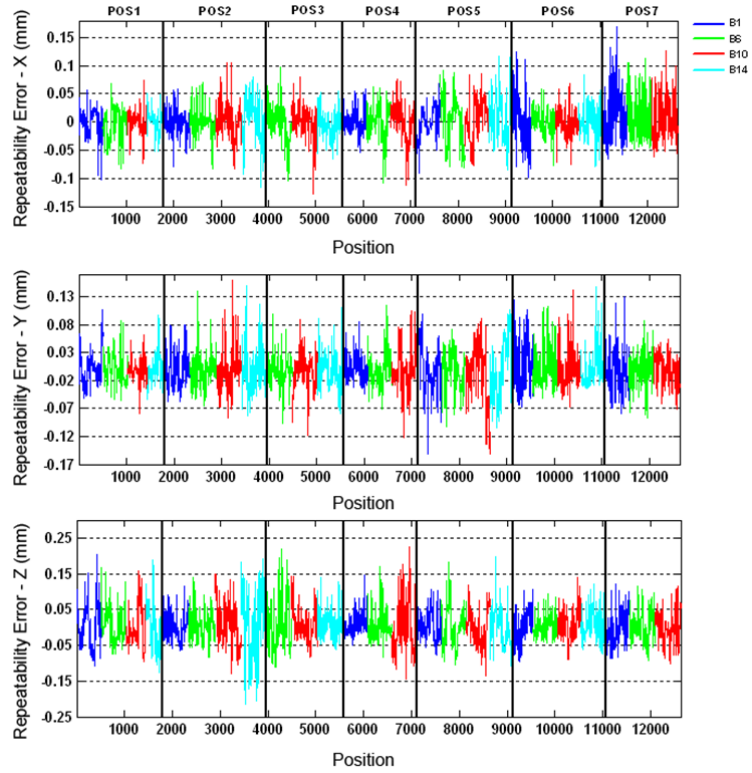 POS1 POS2 POS3 POS4 POS5 POS6 POS7
B1
B6
B10
B14
Repeatability Error - X (mm)
0.15
0.1
0.05
0
-0.05
-0.1
-0.15
1000 2000 3000 4000 5000 6000 7000 8000 9000 10000 11000 12000
Position
Repeatability Error - Y (mm)
0.13
0.08
0.03
-0.02
-0.07
-0.12
-0.17
1000 2000 3000 4000 5000 6000 7000 8000 9000 10000 11000 12000
Position
Repeatability Error - Z (mm)
0.25
0.15
0.05
-0.05
-0.15
-0.25
1000 2000 3000 4000 5000 6000 7000 8000 9000 10000 11000 12000
Position